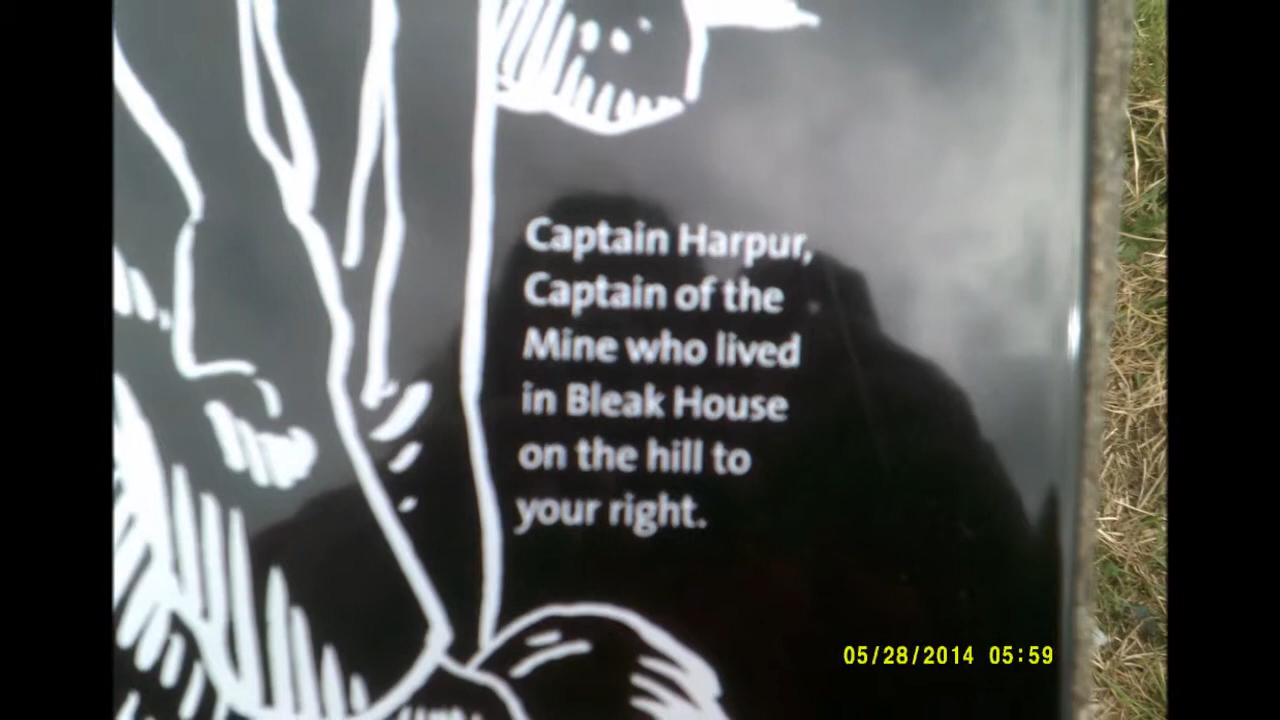 Captain Harpur,
Captain of the
Mine who lived
in Bleak House
on the hill to
your right.
05/28/2014 05:59